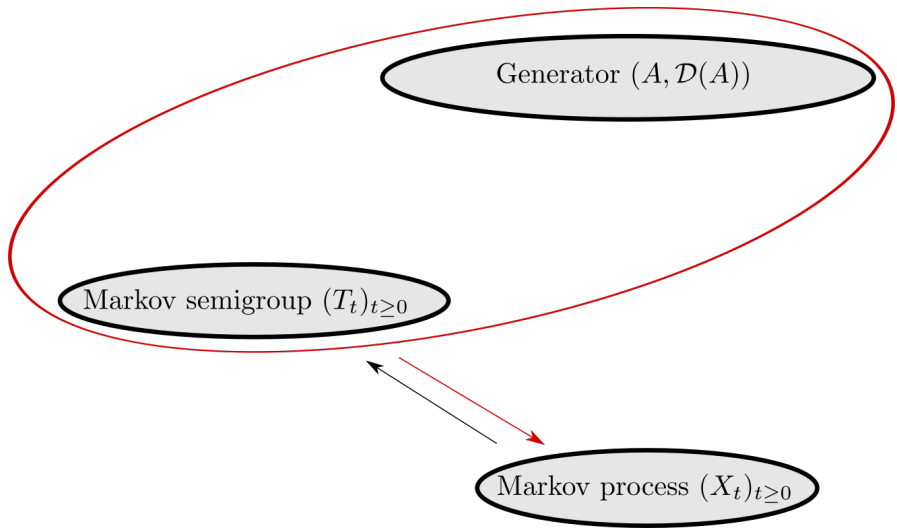 Generator $(A, \mathcal{D}(A))$
Markov semigroup $(T_t)_{t \geq 0}$
Markov process $(X_t)_{t \geq 0}$